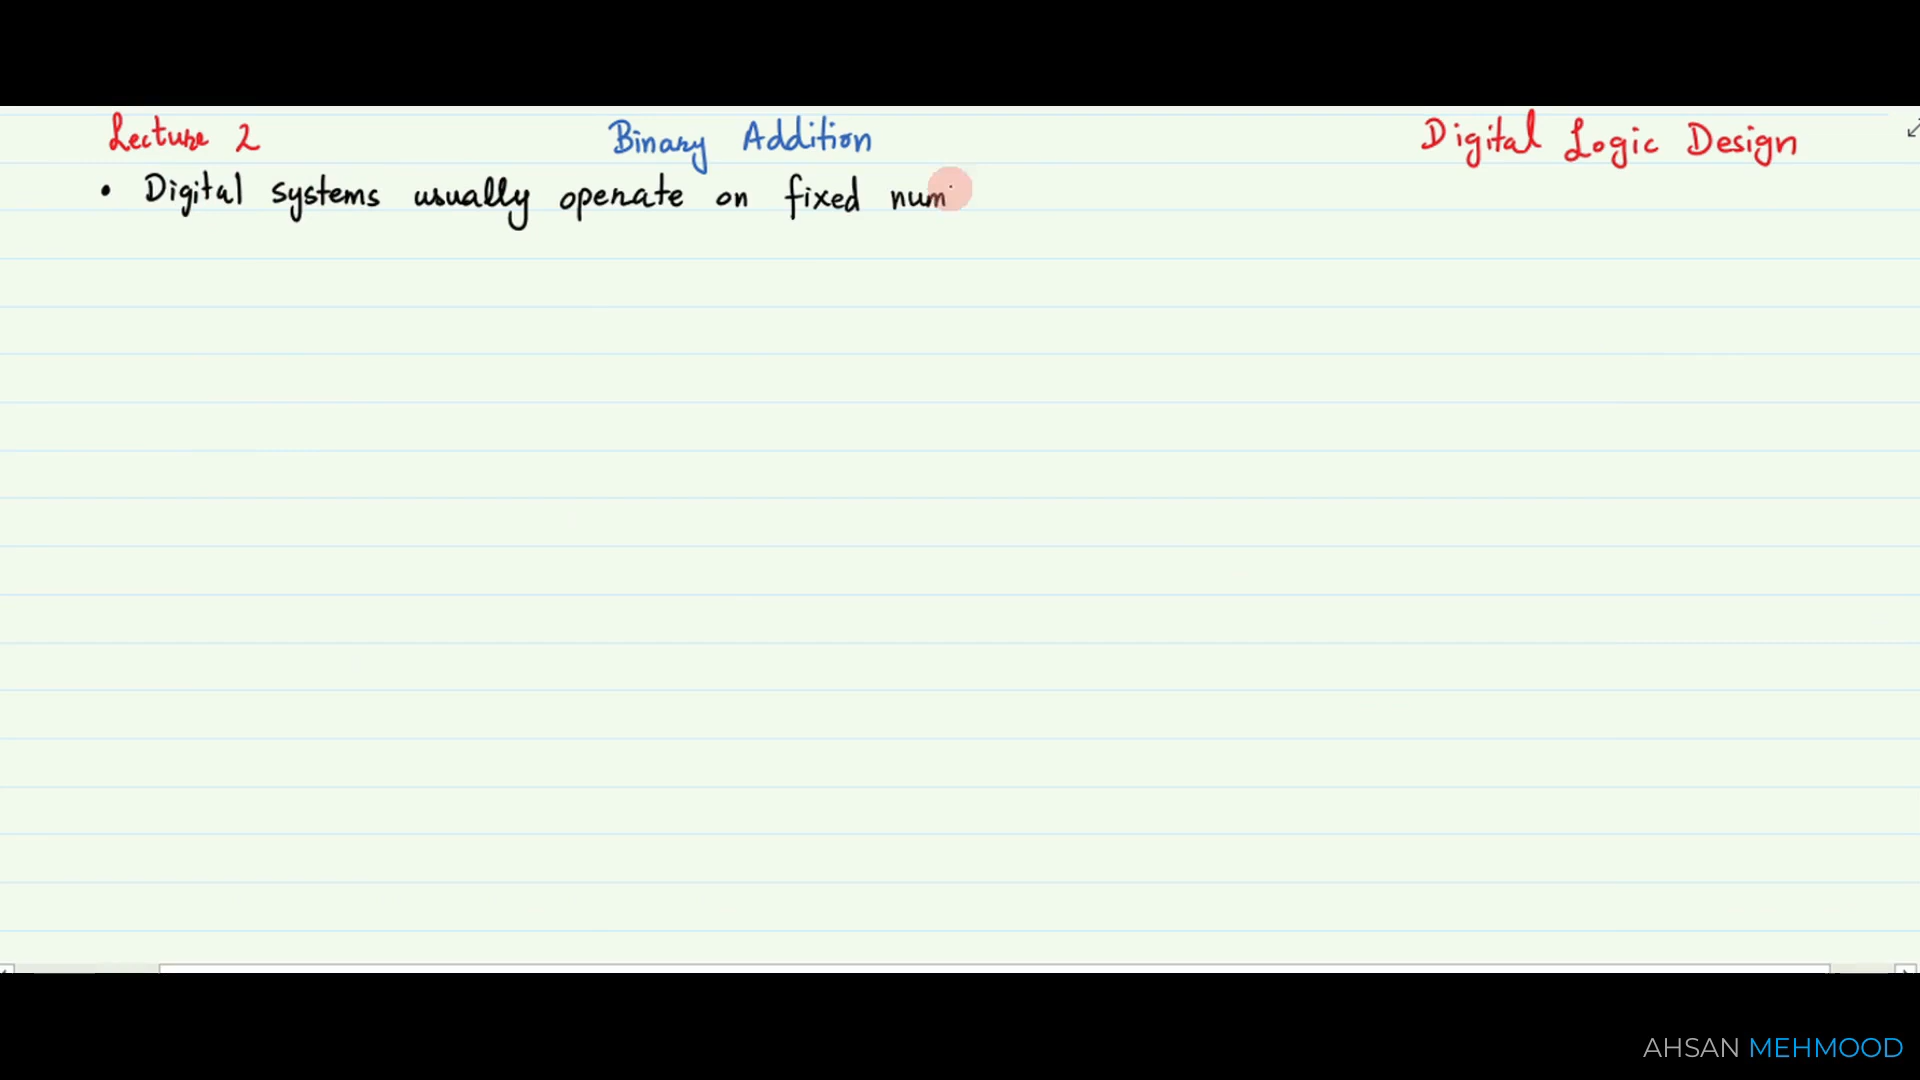 Lecture 2 Binary Addition Digital Logic Design
• Digital systems usually operate on fixed num
AHSAN MEHMOOD